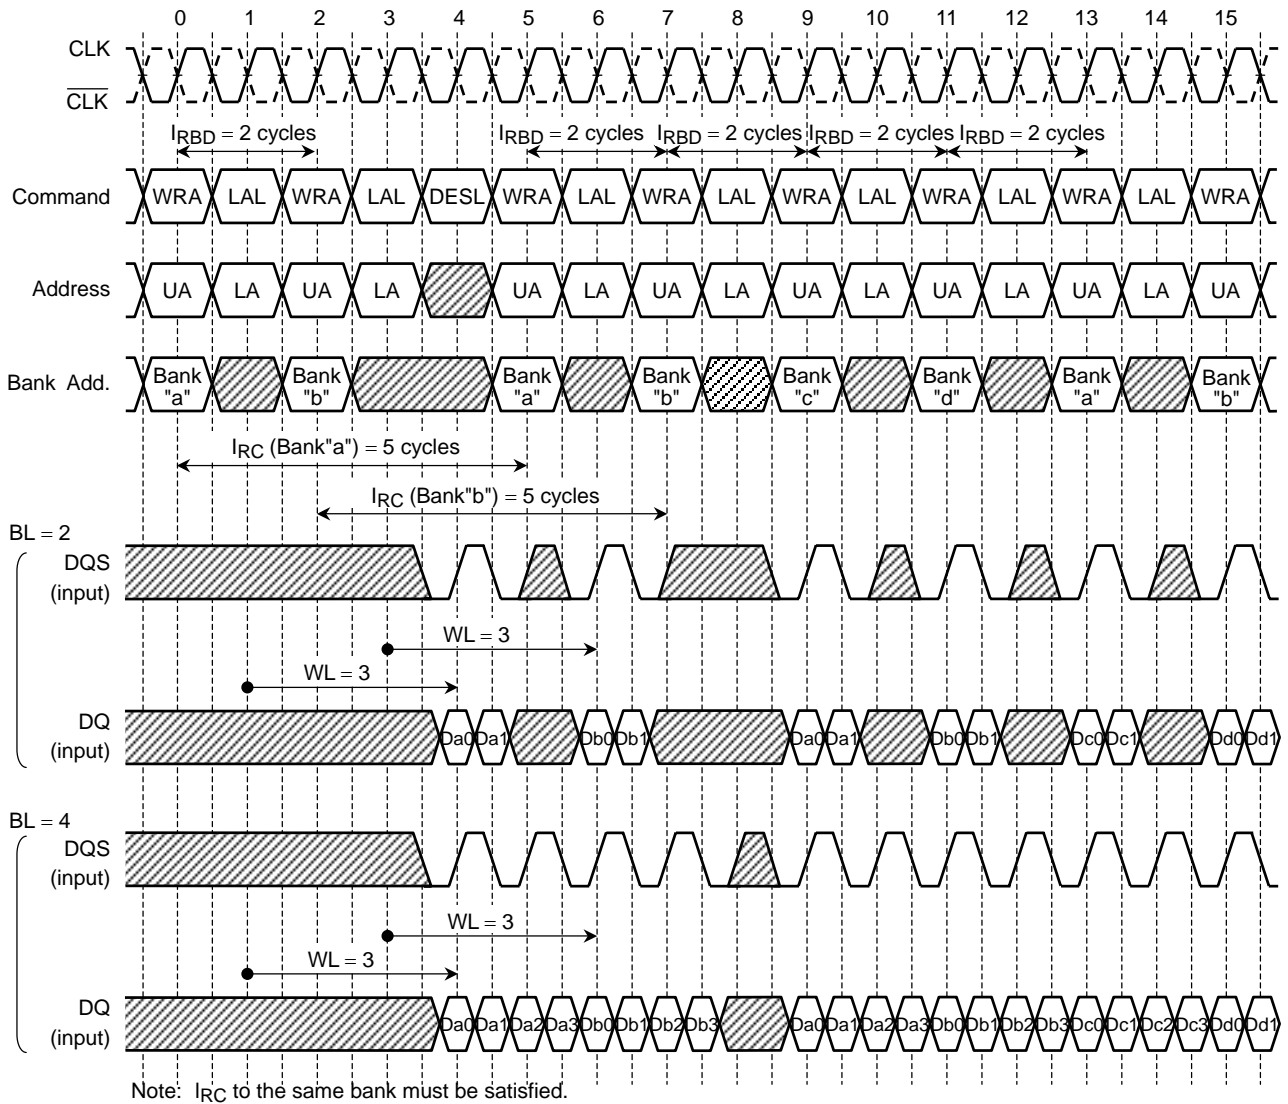 0 1 2 3 4 5 6 7 8 9 10 11 12 13 14 15
CLK
CLK
IRBD = 2 cycles IRBD = 2 cycles IRBD = 2 cycles IRBD = 2 cycles IRBD = 2 cycles
Command WRA LAL WRA LAL DESL WRA LAL WRA LAL WRA LAL WRA LAL WRA LAL WRA
Address UA LA UA LA UA LA UA LA UA LA UA LA UA LA UA
Bank Add. Bank "a" Bank "b" Bank "a" Bank "b" Bank "c" Bank "d" Bank "a" Bank "b"
IRC (Bank"a") = 5 cycles
IRC (Bank"b") = 5 cycles
BL = 2
DQS
(input)
WL = 3
WL = 3
DQ
(input)
Da0 Da1 Db0 Db1 Da0 Da1 Db0 Db1 Dc0 Dc1 Dd0 Dd1
BL = 4
DQS
(input)
WL = 3
WL = 3
DQ
(input)
Da0 Da1 Da2 Da3 Db0 Db1 Db2 Db3 Da0 Da1 Da2 Da3 Db0 Db1 Db2 Db3 Dc0 Dc1 Dc2 Dc3 Dd0 Dd1
Note: IRC to the same bank must be satisfied.